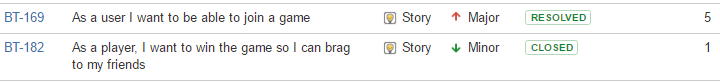 BT-169 As a user I want to be able to join a game Story Major RESOLVED 5
BT-182 As a player, I want to win the game so I can brag Story Minor CLOSED 1
to my friends